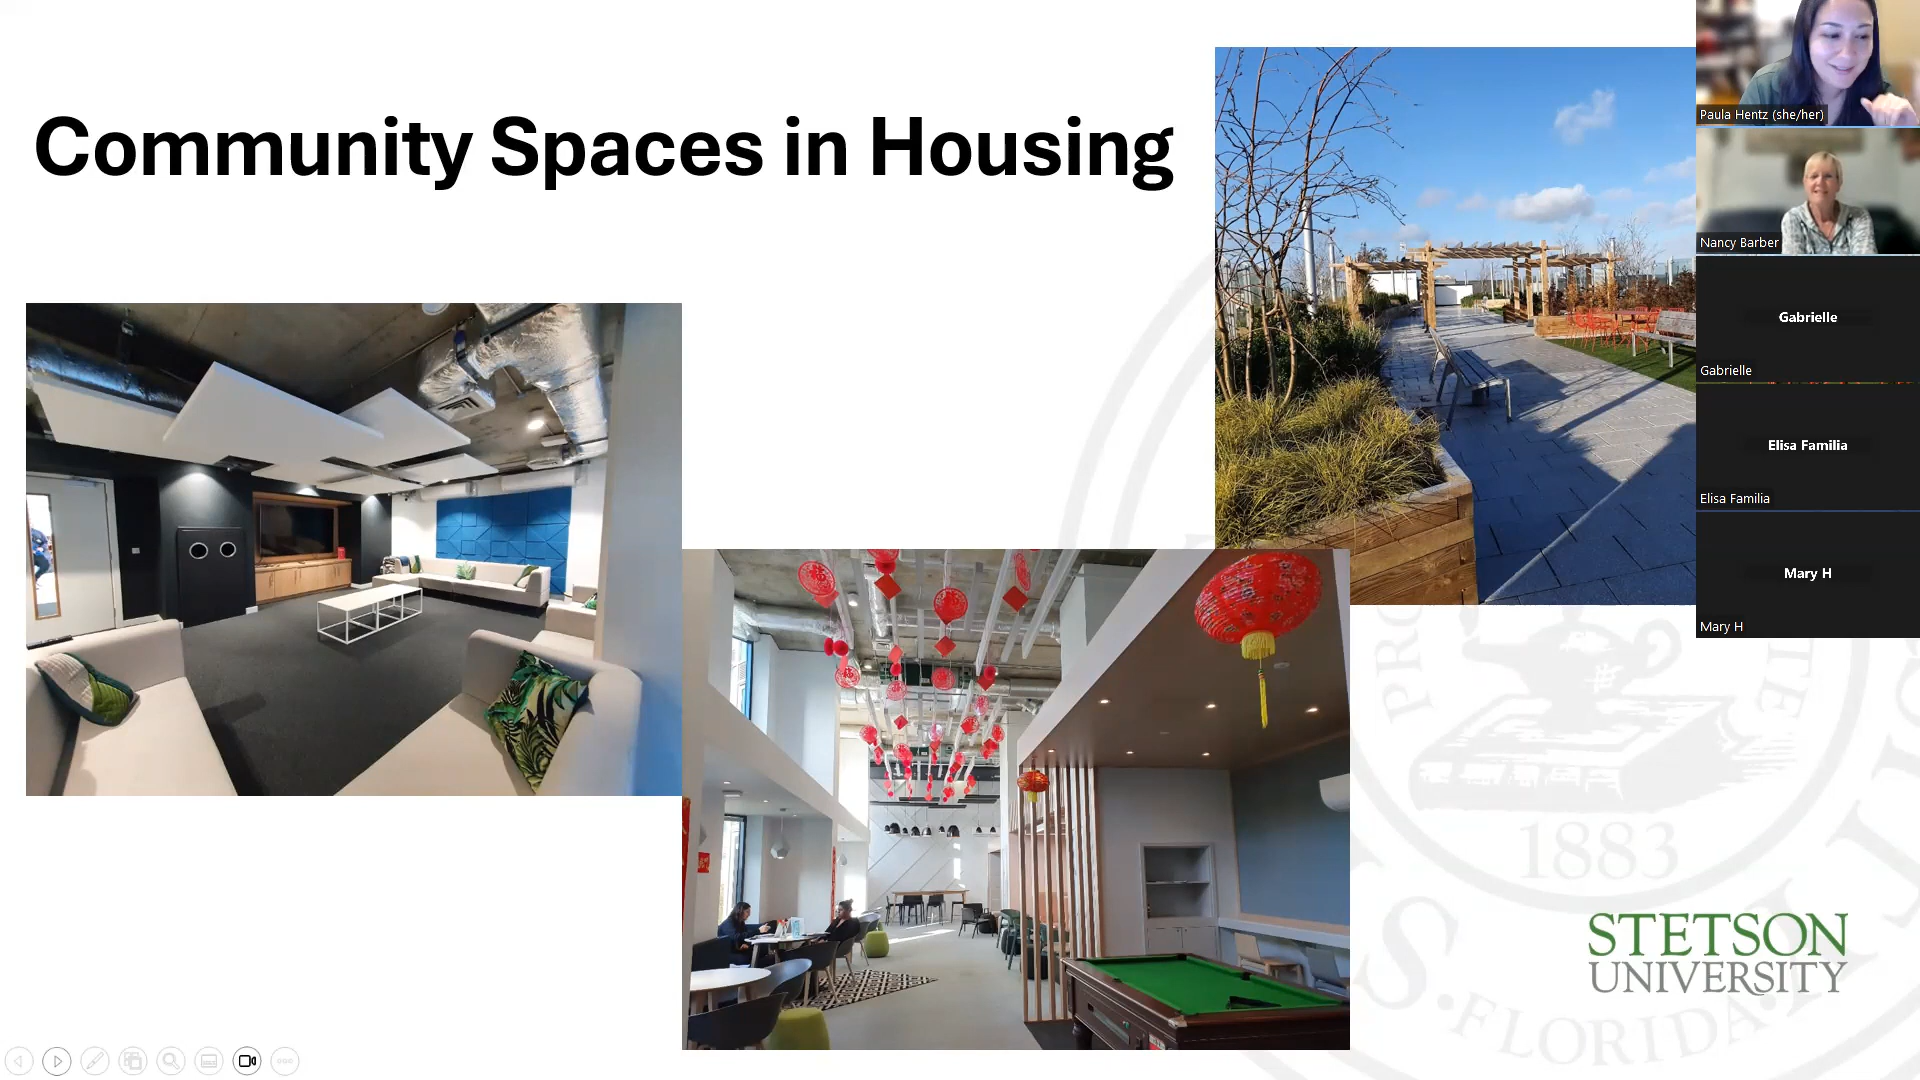 Community Spaces in Housing
Paula Hentz (she/her)
Nancy Barber
Gabrielle
Gabrielle
Elisa Familia
Elisa Familia
Mary H
Mary H
1883
STETSON
UNIVERSITY
FLORIDA